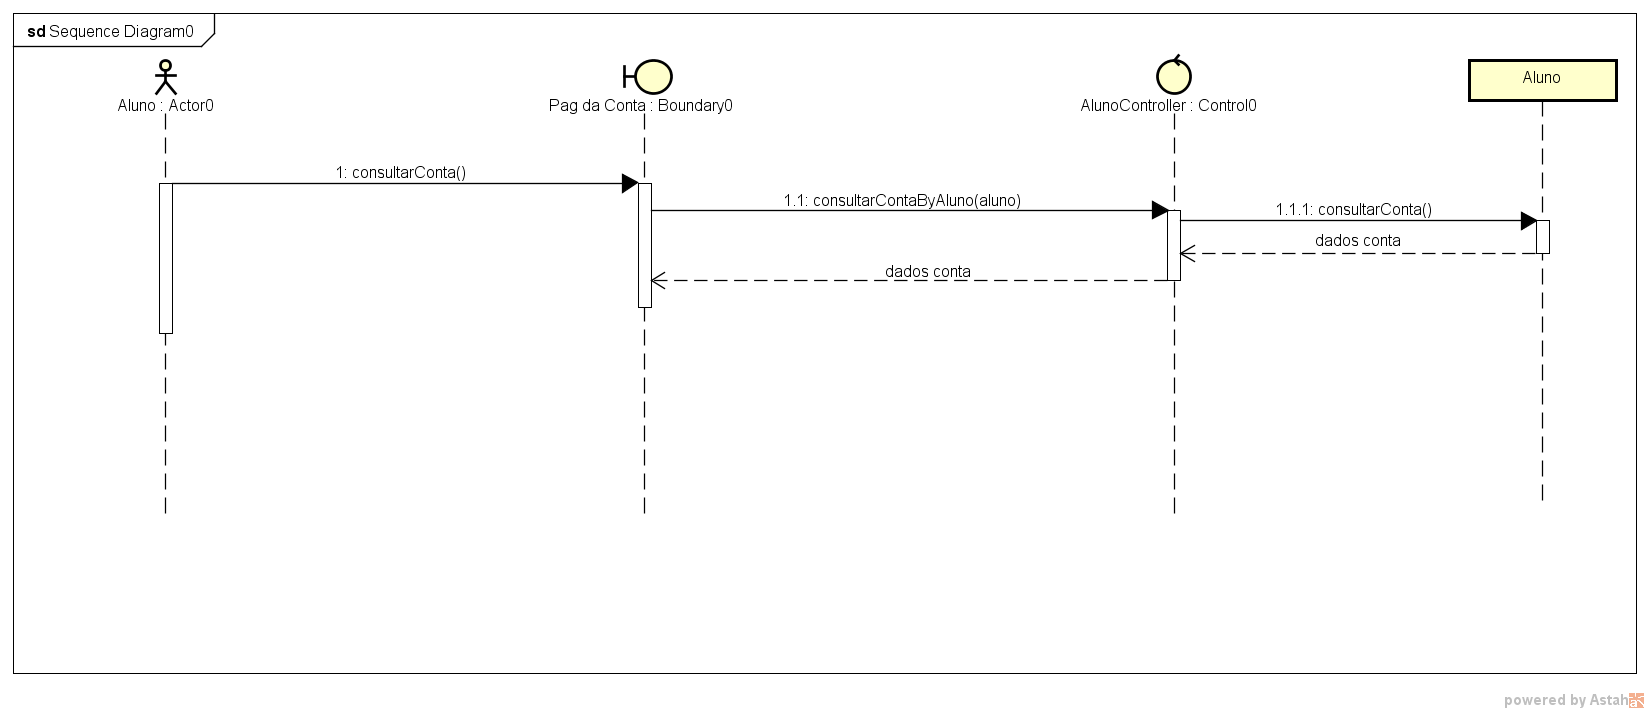 sd Sequence Diagram0
Aluno : Actor0
Pag da Conta : Boundary0
AlunoController : Control0
Aluno
1: consultarConta()
1.1: consultarContaByAluno(aluno)
1.1.1: consultarConta()
dados conta
dados conta
powered by Astah